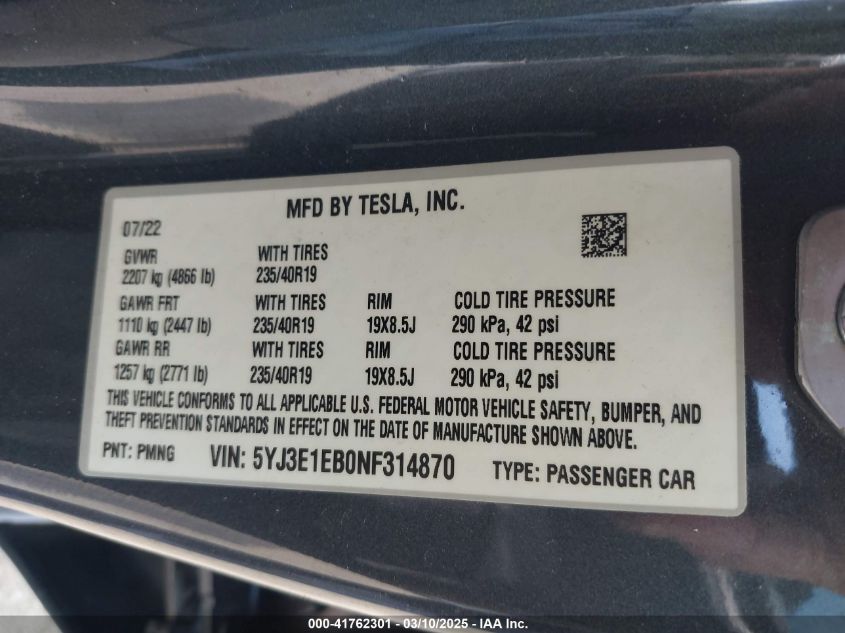 MFD BY TESLA, INC.
07/22
GVWR WITH TIRES
2207 kg (4866 lb) 235/40R19
GAWR FRT WITH TIRES RIM COLD TIRE PRESSURE
1110 kg (2447 lb) 235/40R19 19X8.5J 290 kPa, 42 psi
GAWR RR WITH TIRES RIM COLD TIRE PRESSURE
1257 kg (2771 lb) 235/40R19 19X8.5J 290 kPa, 42 psi
THIS VEHICLE CONFORMS TO ALL APPLICABLE U.S. FEDERAL MOTOR VEHICLE SAFETY, BUMPER, AND
THEFT PREVENTION STANDARDS IN EFFECT ON THE DATE OF MANUFACTURE SHOWN ABOVE.
PNT: PMNG VIN: 5YJ3E1EB0NF314870 TYPE: PASSENGER CAR
000-41762301 - 03/10/2025 - IAA, Inc.